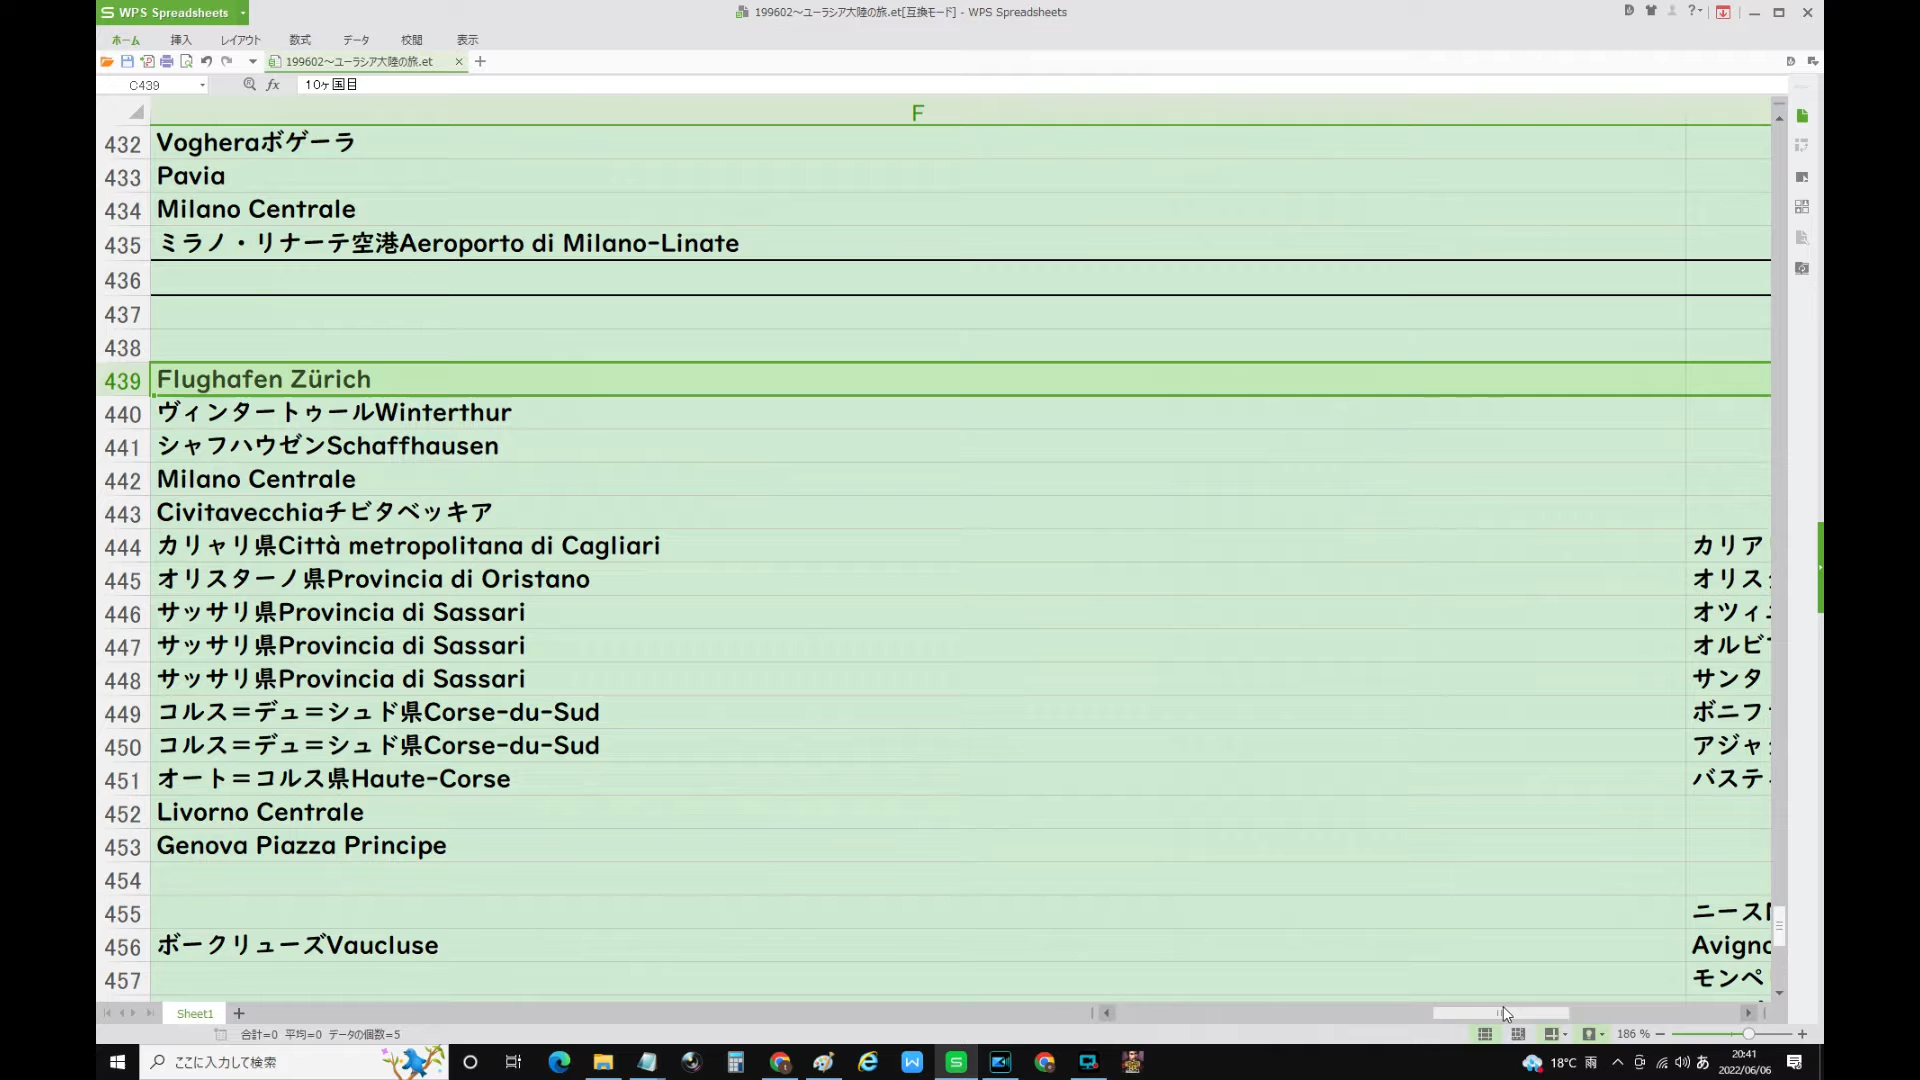 WPS Spreadsheets
199602～ユーラシア大陸の旅.et[互換モード] - WPS Spreadsheets
ホーム 挿入 レイアウト 数式 データ 校閲 表示
199602～ユーラシア大陸の旅.et
C439 fx 10ヶ国目
F
432 Vogheraボゲーラ
433 Pavia
434 Milano Centrale
435 ミラノ・リナーテ空港Aeroporto di Milano-Linate
436
437
438
439 Flughafen Zürich
440 ヴィンタートゥールWinterthur
441 シャフハウゼンSchaffhausen
442 Milano Centrale
443 Civitavecchiaチビタベッキア
444 カリャリ県Città metropolitana di Cagliari カリア
445 オリスターノ県Provincia di Oristano オリス
446 サッサリ県Provincia di Sassari オツィ
447 サッサリ県Provincia di Sassari オルビ
448 サッサリ県Provincia di Sassari サンタ
449 コルス＝デュ＝シュド県Corse-du-Sud ボニフ
450 コルス＝デュ＝シュド県Corse-du-Sud アジャ
451 オート＝コルス県Haute-Corse バステ
452 Livorno Centrale
453 Genova Piazza Principe
454
455 ニース
456 ボークリューズVaucluse Avign
457 モンペ
Sheet1
合計=0 平均=0 データの個数=5 186 %
ここに入力して検索 18°C 雨 あ 20:41
2022/06/06